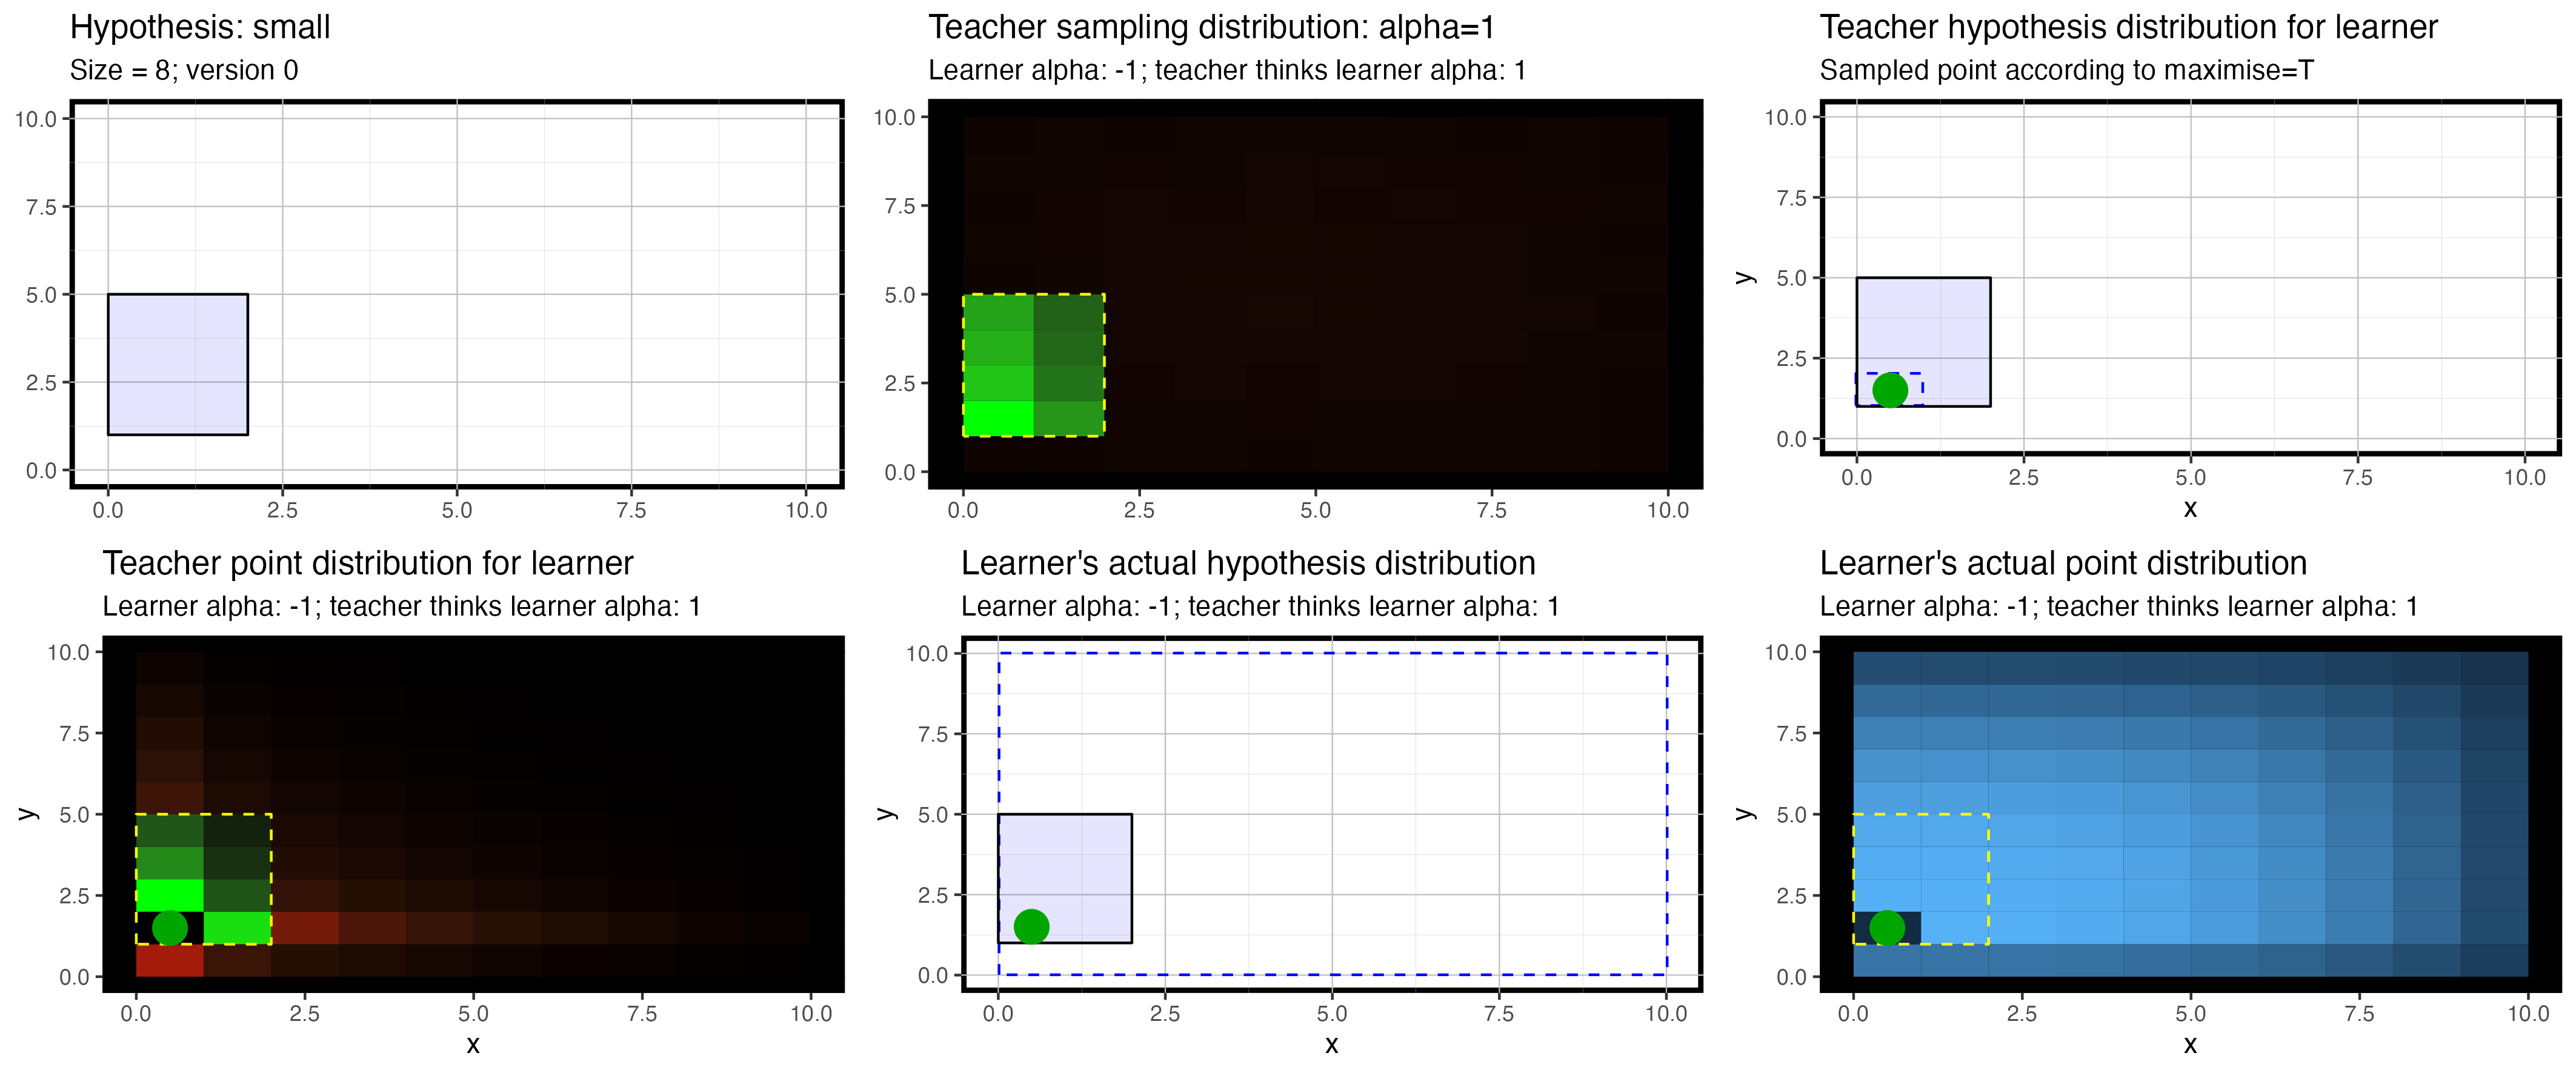 Hypothesis: small
Size = 8; version 0
10.0
7.5
5.0
2.5
0.0
0.0 2.5 5.0 7.5 10.0
Teacher sampling distribution: alpha=1
Learner alpha: -1; teacher thinks learner alpha: 1
10.0
7.5
5.0
2.5
0.0
0.0 2.5 5.0 7.5 10.0
Teacher hypothesis distribution for learner
Sampled point according to maximise=T
y
10.0
7.5
5.0
2.5
0.0
0.0 2.5 5.0 7.5 10.0
x
Teacher point distribution for learner
Learner alpha: -1; teacher thinks learner alpha: 1
y
10.0
7.5
5.0
2.5
0.0
0.0 2.5 5.0 7.5 10.0
x
Learner's actual hypothesis distribution
Learner alpha: -1; teacher thinks learner alpha: 1
y
10.0
7.5
5.0
2.5
0.0
0.0 2.5 5.0 7.5 10.0
x
Learner's actual point distribution
Learner alpha: -1; teacher thinks learner alpha: 1
y
10.0
7.5
5.0
2.5
0.0
0.0 2.5 5.0 7.5 10.0
x